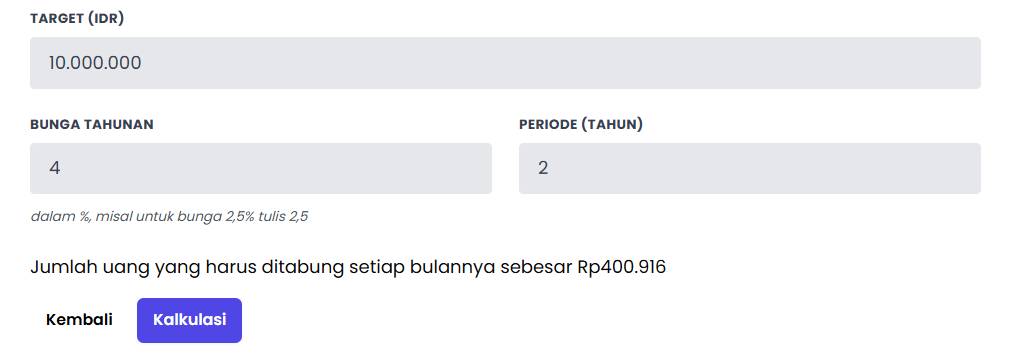 TARGET (IDR)
10.000.000
BUNGA TAHUNAN
PERIODE (TAHUN)
4
2
dalam %, misal untuk bunga 2,5% tulis 2,5
Jumlah uang yang harus ditabung setiap bulannya sebesar Rp400.916
Kembali
Kalkulasi